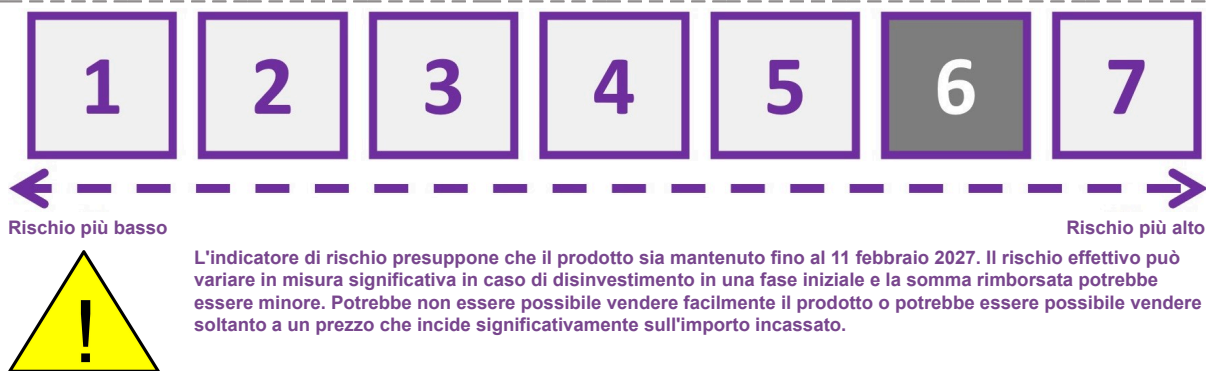 1 2 3 4 5 6 7
Rischio più basso Rischio più alto
!
L'indicatore di rischio presuppone che il prodotto sia mantenuto fino al 11 febbraio 2027. Il rischio effettivo può
variare in misura significativa in caso di disinvestimento in una fase iniziale e la somma rimborsata potrebbe
essere minore. Potrebbe non essere possibile vendere facilmente il prodotto o potrebbe essere possibile vendere
soltanto a un prezzo che incide significativamente sull'importo incassato.